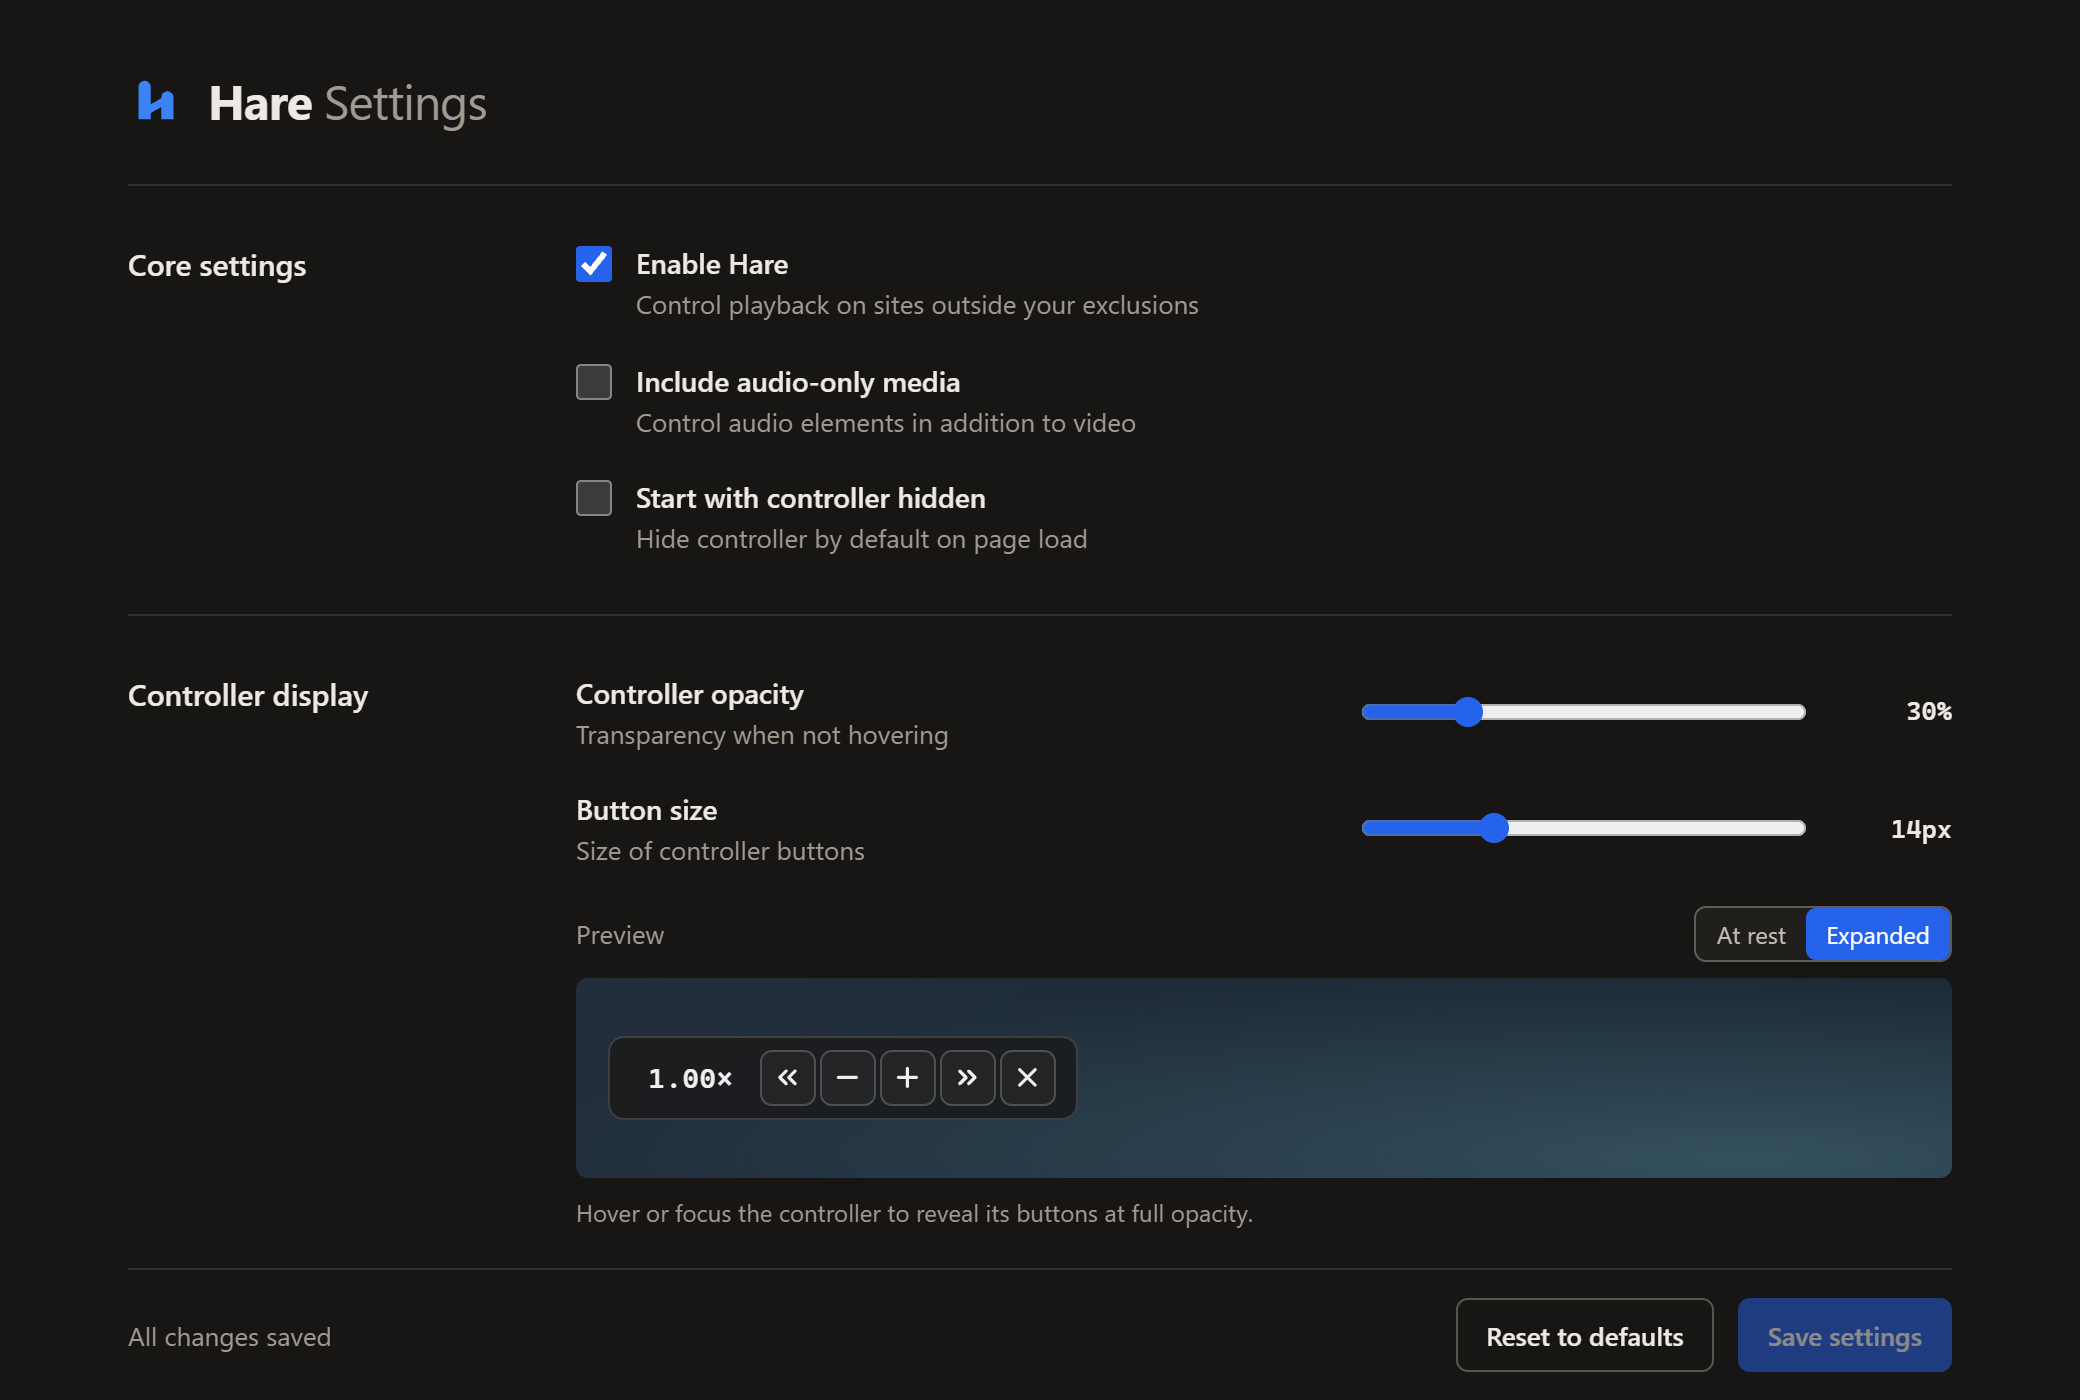 Hare Settings
Core settings
Enable Hare
Control playback on sites outside your exclusions
Include audio-only media
Control audio elements in addition to video
Start with controller hidden
Hide controller by default on page load
Controller display
Controller opacity
Transparency when not hovering
30%
Button size
Size of controller buttons
14px
Preview
At rest
Expanded
1.00×
Hover or focus the controller to reveal its buttons at full opacity.
All changes saved
Reset to defaults
Save settings